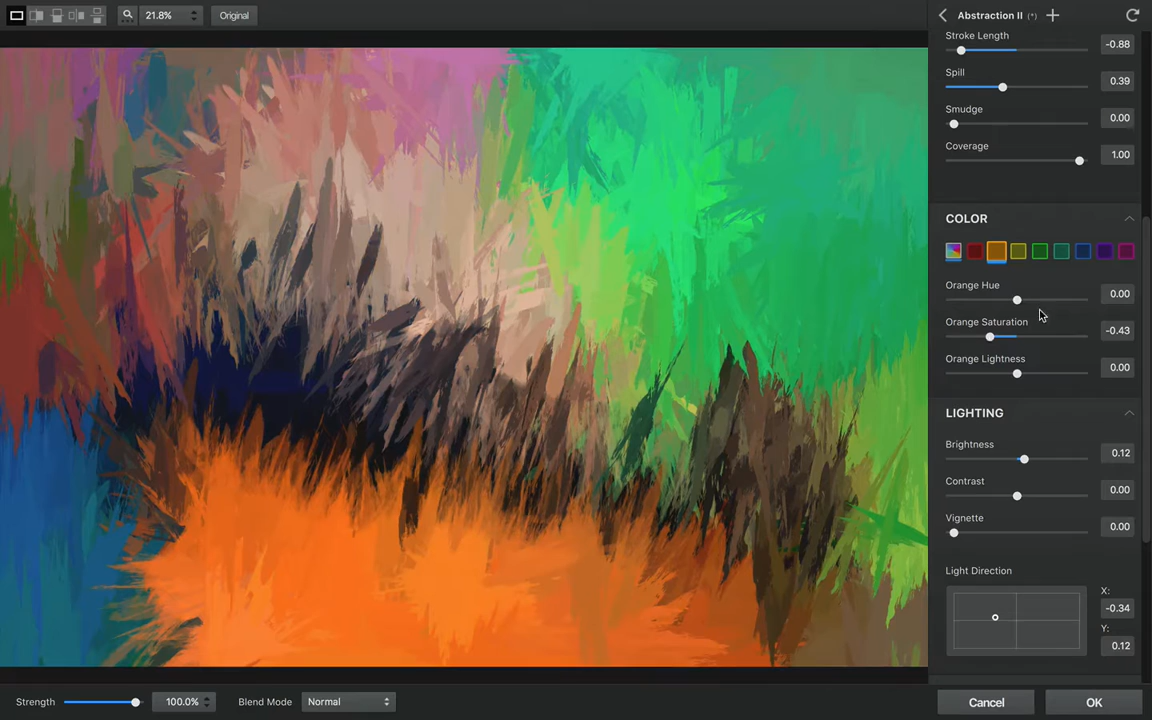 21.8%
Original
Abstraction II (*)
Stroke Length
-0.88
Spill
0.39
Smudge
0.00
Coverage
1.00
COLOR
Orange Hue
0.00
Orange Saturation
-0.43
Orange Lightness
0.00
LIGHTING
Brightness
0.12
Contrast
0.00
Vignette
0.00
Light Direction
X:
-0.34
Y:
0.12
Strength
100.0%
Blend Mode
Normal
Cancel
OK